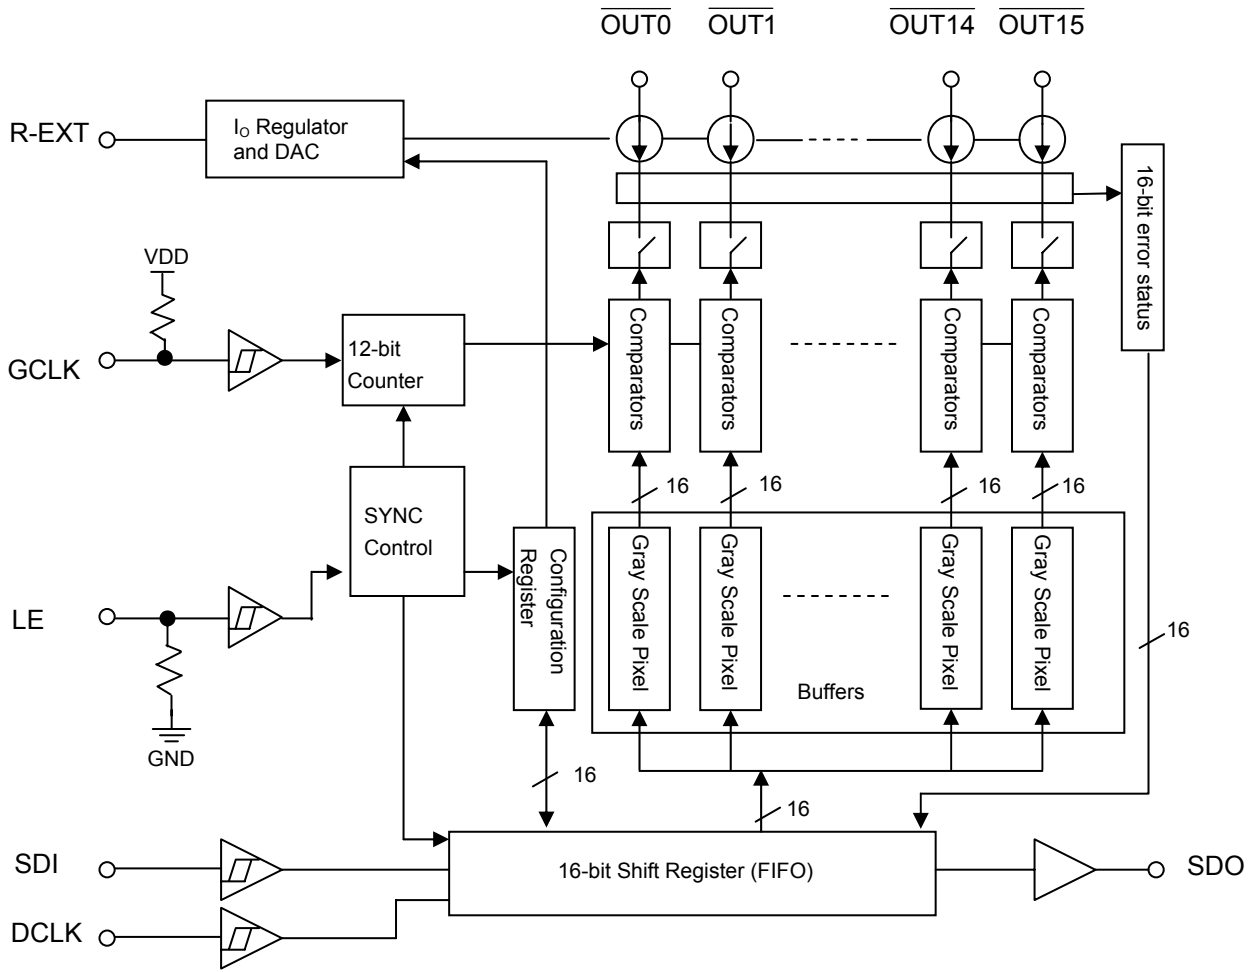 OUT0 OUT1 OUT14 OUT15
R-EXT
IO Regulator
and DAC
16-bit error status
VDD
GCLK
12-bit
Counter
Comparators
Comparators
Comparators
Comparators
16 16 16 16
SYNC
Control
Configuration
Register
Gray Scale Pixel
Gray Scale Pixel
Gray Scale Pixel
Gray Scale Pixel
Buffers
LE
GND
16
16
16
SDI
16-bit Shift Register (FIFO)
SDO
DCLK